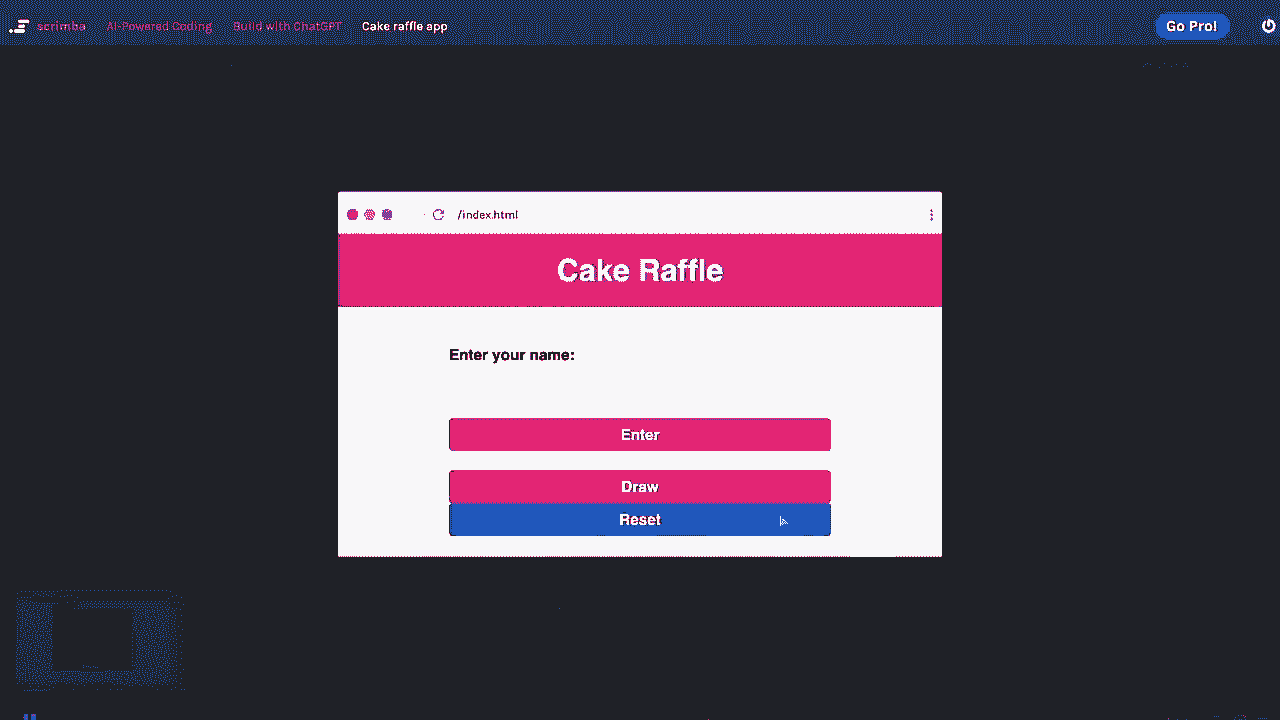 scrimba AI-Powered Coding Build with ChatGPT Cake raffle app Go Pro!
/index.html
Cake Raffle
Enter your name:
Enter
Draw
Reset